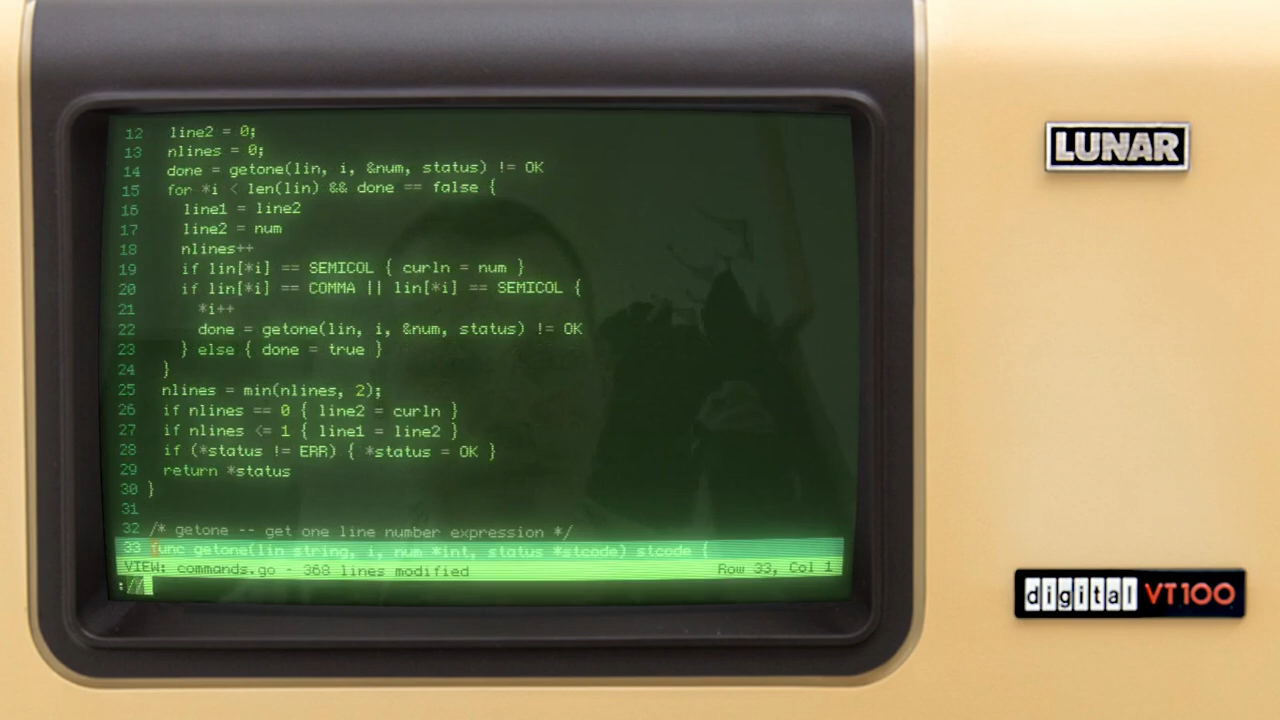 12 line2 = 0;
13 nlines = 0;
14 done = getone(lin, i, &num, status) != OK
15 for *i < len(lin) && done == false {
16 line1 = line2
17 line2 = num
18 nlines++
19 if lin[*i] == SEMICOL { curln = num }
20 if lin[*i] == COMMA || lin[*i] == SEMICOL {
21 *i++
22 done = getone(lin, i, &num, status) != OK
23 } else { done = true }
24 }
25 nlines = min(nlines, 2);
26 if nlines == 0 { line2 = curln }
27 if nlines <= 1 { line1 = line2 }
28 if (*status != ERR) { *status = OK }
29 return *status
30 }
31
32 /* getone -- get one line number expression */
33 func getone(lin string, i, num *int, status *stcode) stcode {
VIEW: commands.go - 368 lines modified Row 33, Col 1
://
LUNAR
digital VT100